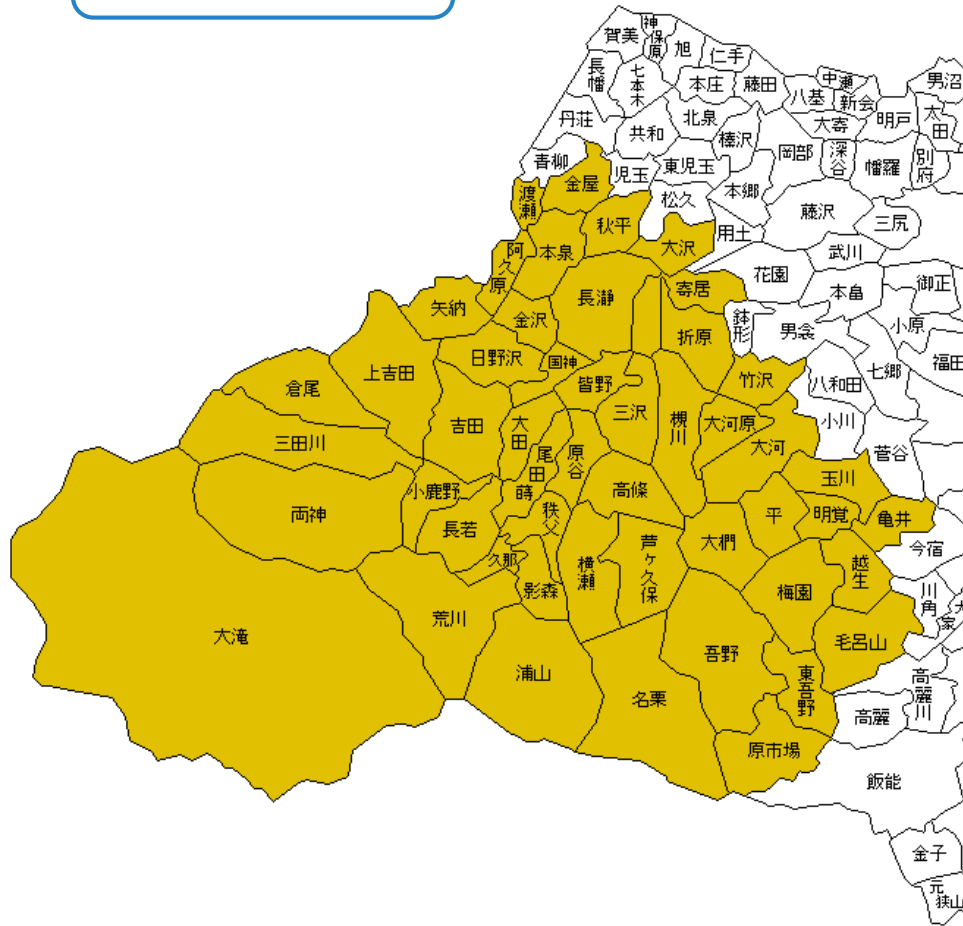 賀美
神保原
旭
仁手
長幡
七本木
本庄
藤田
八基
中瀬
新会
男沼
丹荘
共和
北泉
榛沢
大寄
明戸
太田
岡部
深谷
幡羅
別府
青柳
金屋
児玉
東児玉
松久
本郷
藤沢
三尻
渡瀬
秋平
大沢
用土
武川
阿久原
本泉
花園
本畠
御正
矢納
金沢
長瀞
寄居
鉢形
男衾
小原
折原
上吉田
日野沢
国神
皆野
竹沢
八和田
七郷
福田
倉尾
三田川
吉田
大田
尾田
蒔
原谷
三沢
槻川
大河原
大河
小川
菅谷
両神
小鹿野
長若
秩父
高篠
平
玉川
明覚
亀井
今宿
久那
影森
横瀬
芦ヶ久保
大椚
梅園
越生
川角
大家
大滝
荒川
浦山
名栗
吾野
東吾野
毛呂山
高麗
高麗川
原市場
飯能
金子
元狭山